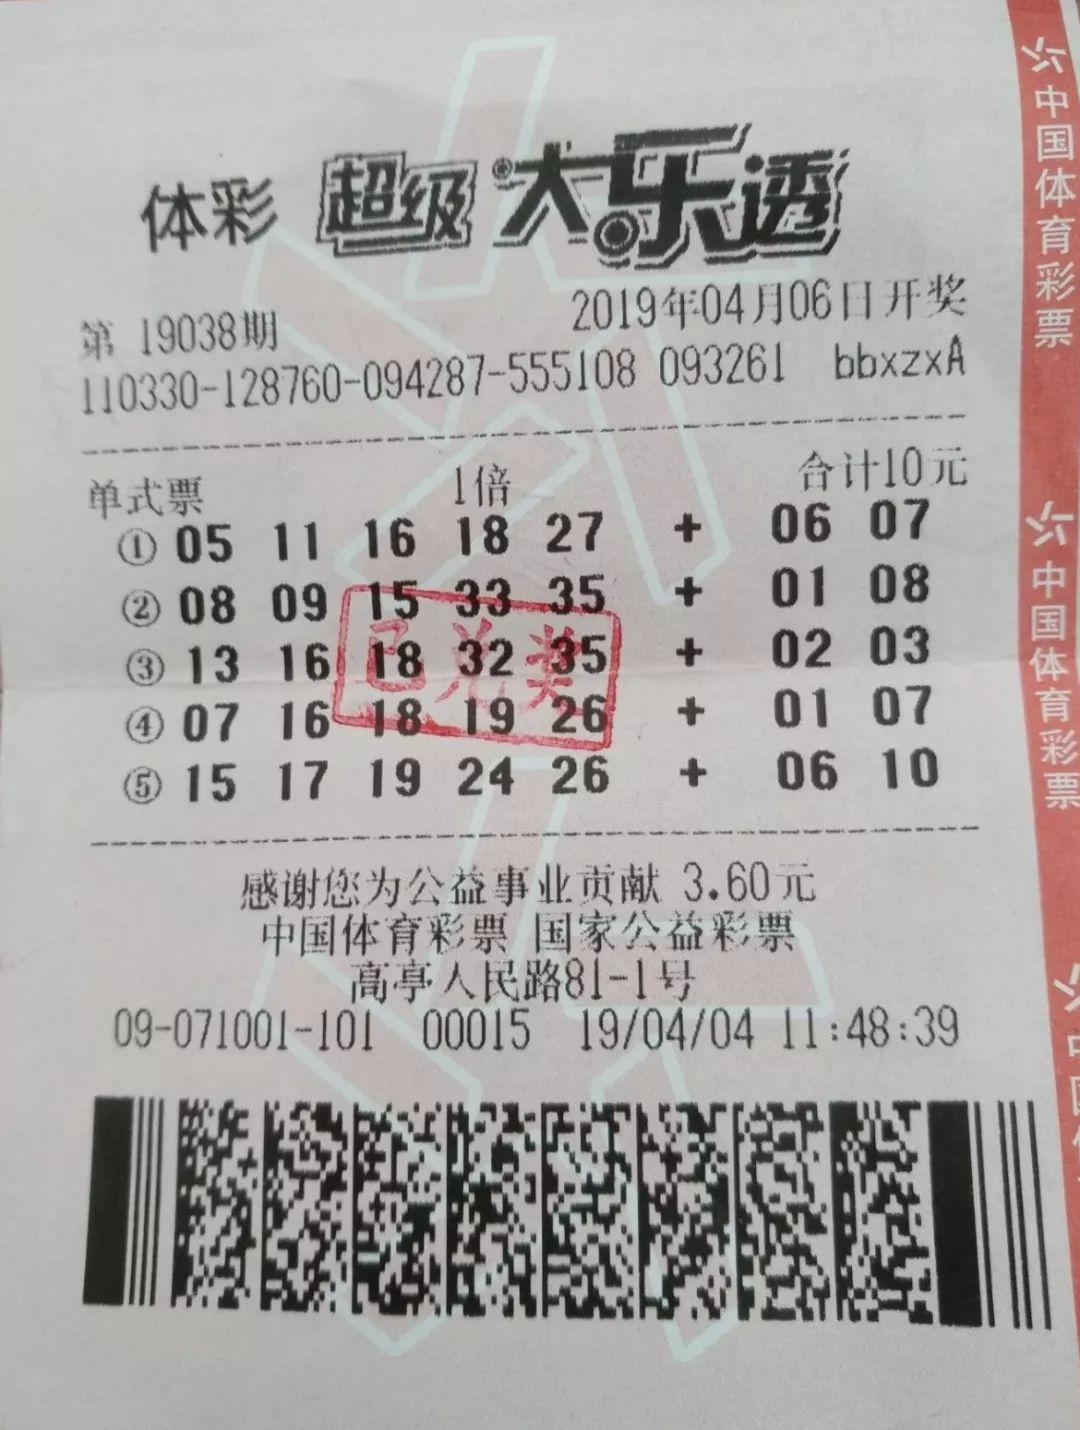 体彩 超级大乐透
第 19038期 2019年04月06日开奖
110330-128760-094287-555108 093261 bbxzxA
单式票 1倍 合计10元
① 05 11 16 18 27 + 06 07
② 08 09 15 33 35 + 01 08
③ 13 16 18 32 35 + 02 03
④ 07 16 18 19 26 + 01 07
⑤ 15 17 19 24 26 + 06 10
已兑奖
感谢您为公益事业贡献 3.60元
中国体育彩票 国家公益彩票
高亭人民路81-1号
09-071001-101 00015 19/04/04 11:48:39
中国体育彩票
中国体育彩票
中国体